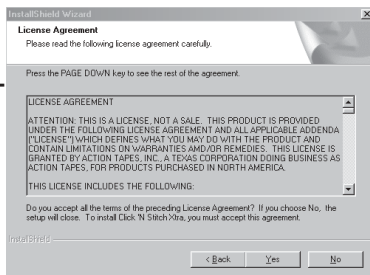 InstallShield Wizard
License Agreement
Please read the following license agreement carefully.
Press the PAGE DOWN key to see the rest of the agreement.
LICENSE AGREEMENT
ATTENTION: THIS IS A LICENSE, NOT A SALE. THIS PRODUCT IS PROVIDED
UNDER THE FOLLOWING LICENSE AGREEMENT AND ALL APPLICABLE ADDENDA
("LICENSE") WHICH DEFINES WHAT YOU MAY DO WITH THE PRODUCT AND
CONTAIN LIMITATIONS ON WARRANTIES AMD/OR REMEDIES. THIS LICENSE IS
GRANTED BY ACTION TAPES, INC., A TEXAS CORPORATION DOING BUSINESS AS
ACTION TAPES, FOR PRODUCTS PURCHASED IN NORTH AMERICA.
THIS LICENSE INCLUDES THE FOLLOWING:
Do you accept all the terms of the preceding License Agreement? If you choose No, the
setup will close. To install Click 'N Stitch Xtra, you must accept this agreement.
InstallShield
< Back Yes No